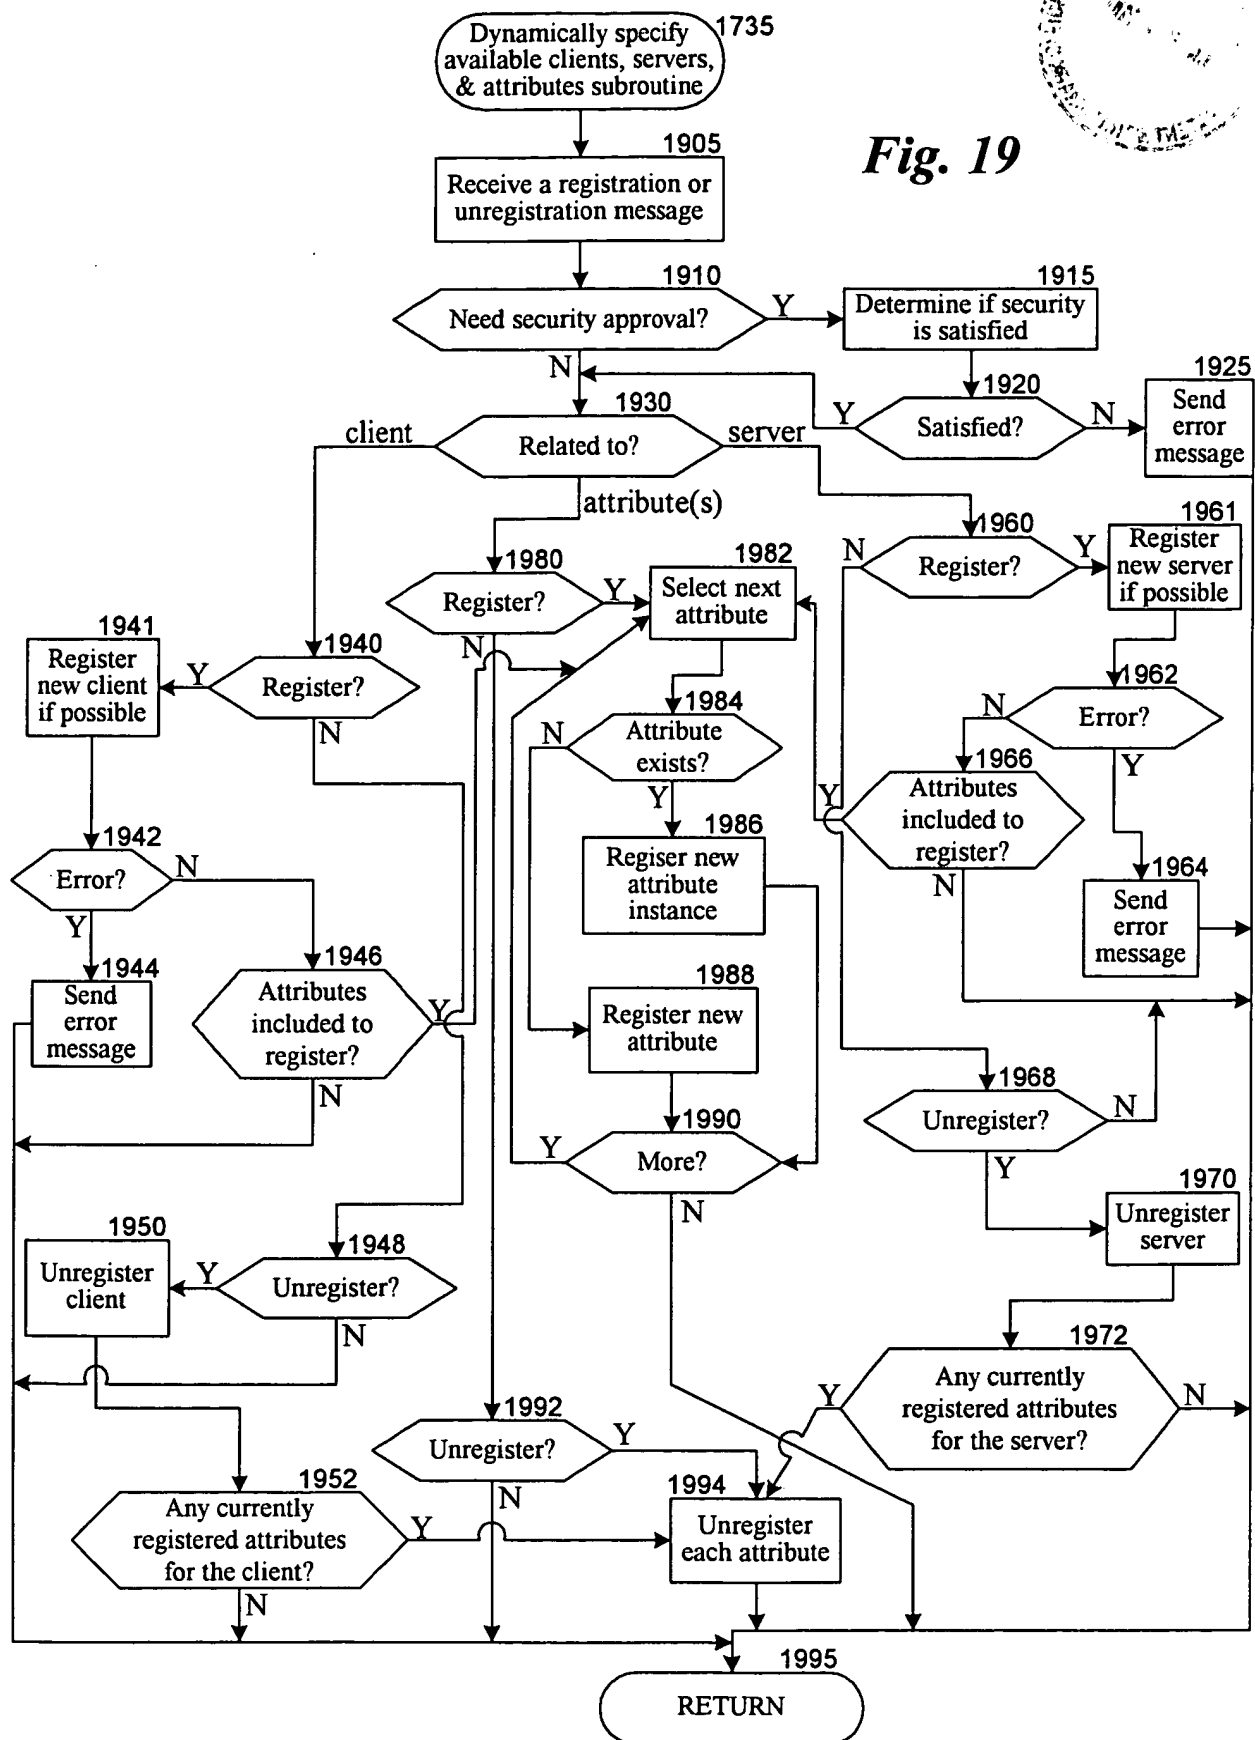 Dynamically specify
available clients, servers,
& attributes subroutine
1735
Fig. 19
1905
Receive a registration or
unregistration message
1910
Need security approval?
Y
N
1915
Determine if security
is satisfied
1920
Satisfied?
Y
N
1925
Send
error
message
1930
Related to?
client
server
attribute(s)
1960
Register?
N
Y
1961
Register
new server
if possible
1980
Register?
Y
N
1982
Select next
attribute
1941
Register
new client
if possible
1940
Register?
Y
N
1962
Error?
N
Y
1984
Attribute
exists?
N
Y
1966
Attributes
included to
register?
Y
N
1986
Regiser new
attribute
instance
1942
Error?
N
Y
1964
Send
error
message
1944
Send
error
message
1946
Attributes
included to
register?
Y
N
1988
Register new
attribute
1968
Unregister?
N
Y
1990
More?
Y
N
1970
Unregister
server
1950
Unregister
client
1948
Unregister?
Y
N
1972
Any currently
registered attributes
for the server?
Y
N
1992
Unregister?
Y
N
1952
Any currently
registered attributes
for the client?
Y
N
1994
Unregister
each attribute
1995
RETURN